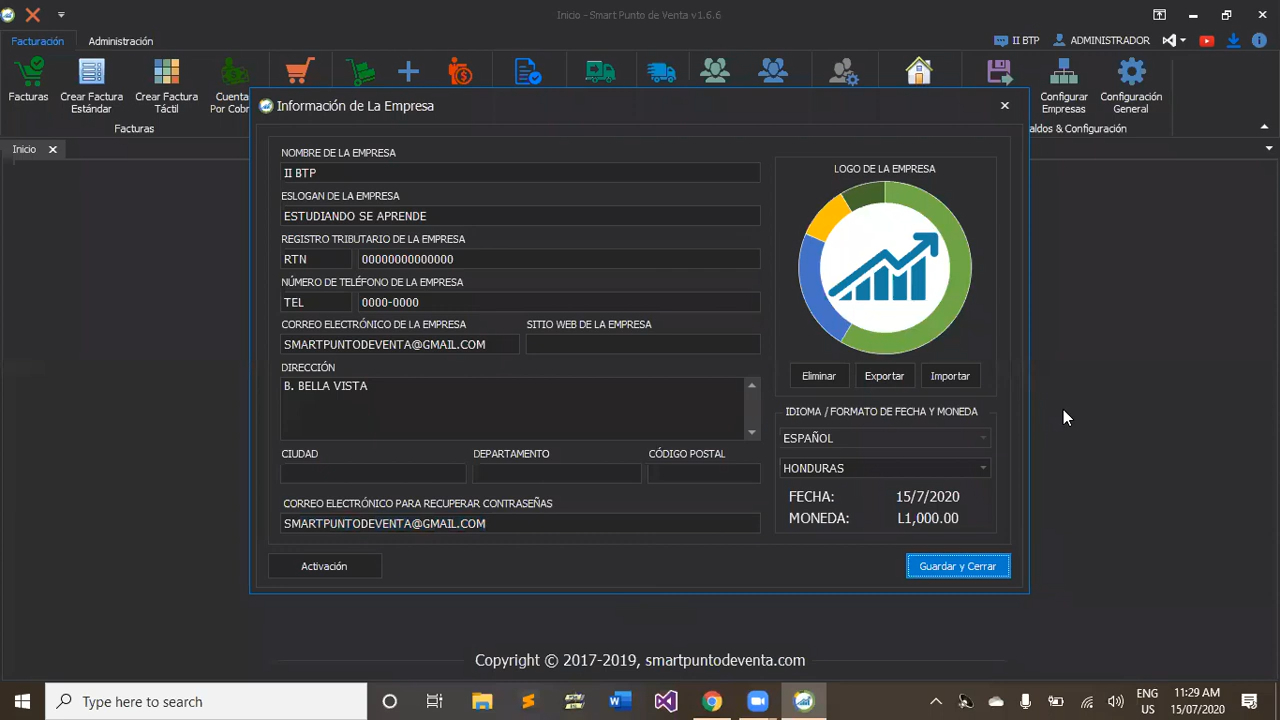 Inicio - Smart Punto de Venta v1.6.6
Facturación Administración
II BTP ADMINISTRADOR
Facturas
Crear Factura Estándar
Crear Factura Táctil
Por Cobr
Configurar Empresas
Configuración General
Facturas
& Configuración
Inicio
Información de La Empresa
NOMBRE DE LA EMPRESA
II BTP
ESLOGAN DE LA EMPRESA
ESTUDIANDO SE APRENDE
REGISTRO TRIBUTARIO DE LA EMPRESA
RTN 00000000000000
NÚMERO DE TELÉFONO DE LA EMPRESA
TEL 0000-0000
CORREO ELECTRÓNICO DE LA EMPRESA SITIO WEB DE LA EMPRESA
SMARTPUNTODEVENTA@GMAIL.COM
DIRECCIÓN
B. BELLA VISTA
CIUDAD DEPARTAMENTO CÓDIGO POSTAL
CORREO ELECTRÓNICO PARA RECUPERAR CONTRASEÑAS
SMARTPUNTODEVENTA@GMAIL.COM
LOGO DE LA EMPRESA
Eliminar Exportar Importar
IDIOMA / FORMATO DE FECHA Y MONEDA
ESPAÑOL
HONDURAS
FECHA: 15/7/2020
MONEDA: L1,000.00
Activación Guardar y Cerrar
Copyright © 2017-2019, smartpuntodeventa.com
Type here to search
ENG
US
11:29 AM
15/07/2020